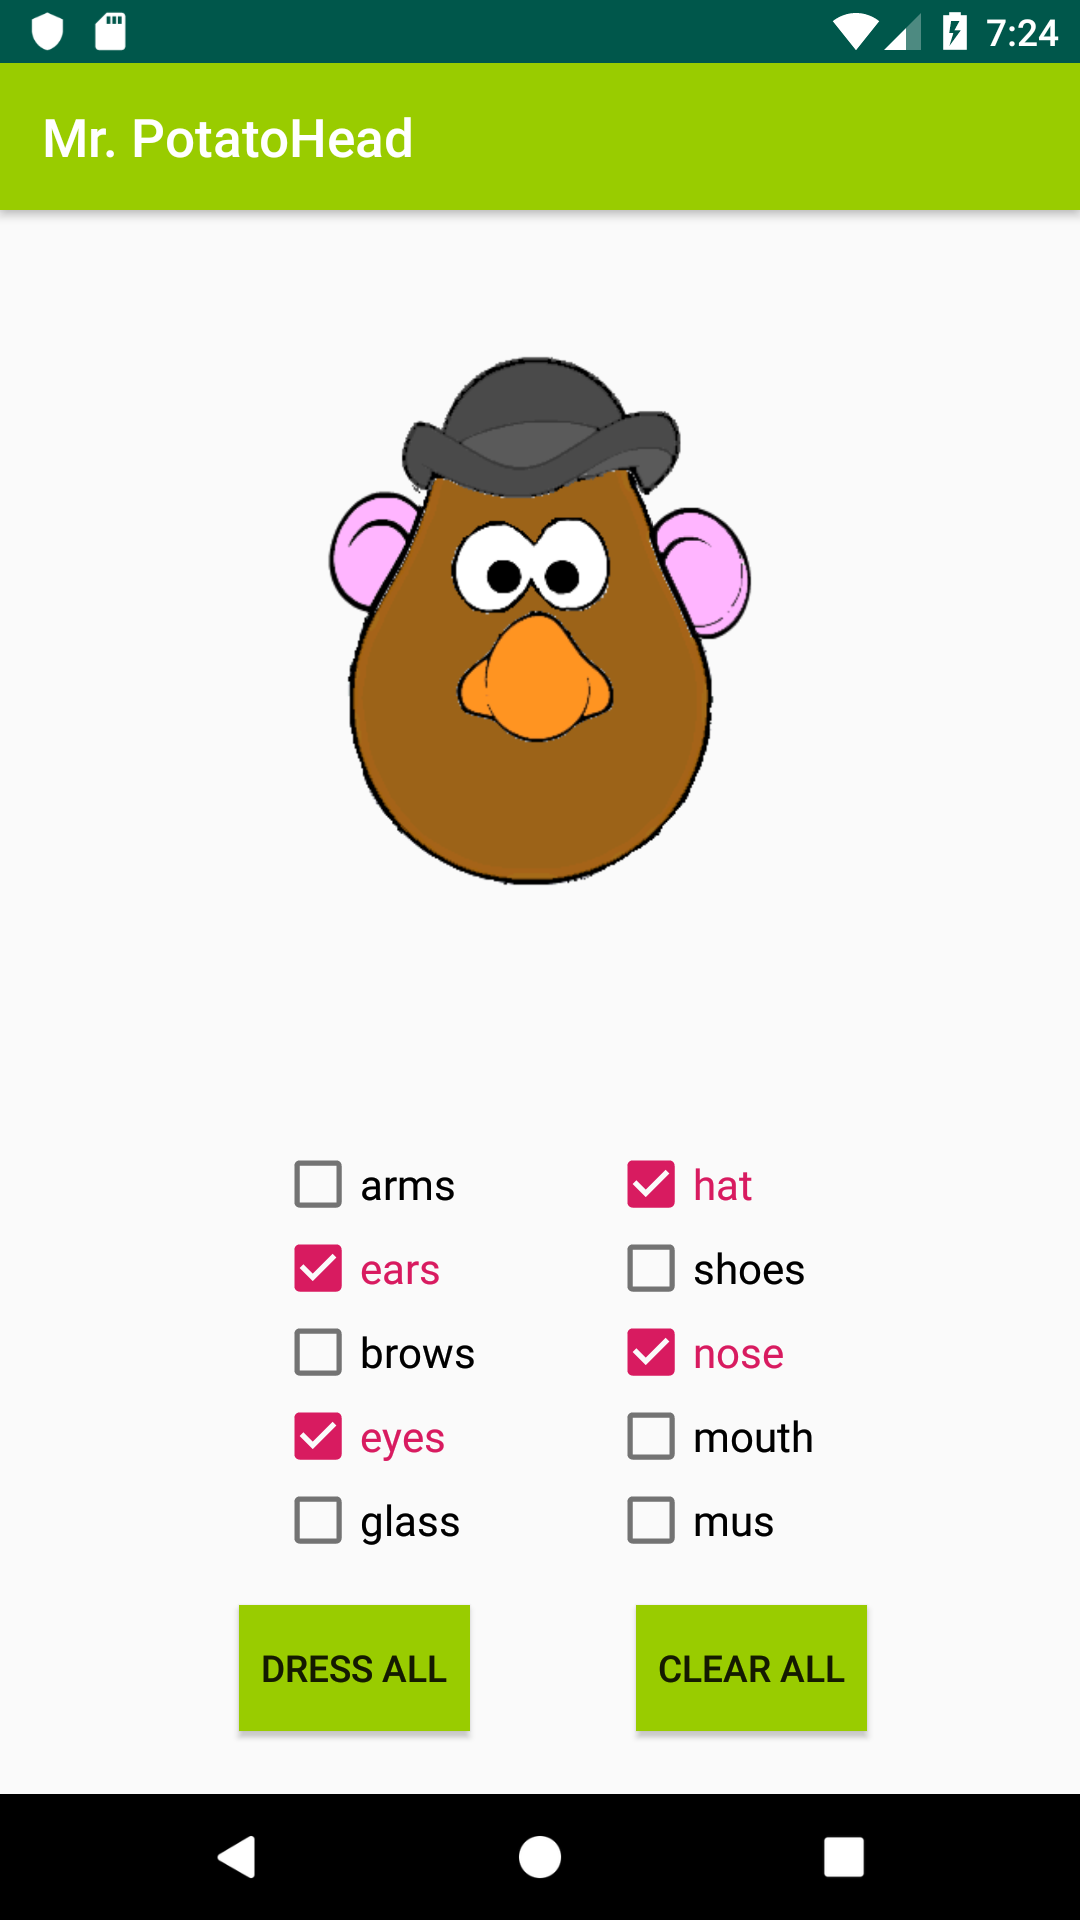 7:24
Mr. PotatoHead
arms hat
ears shoes
brows nose
eyes mouth
glass mus
DRESS ALL CLEAR ALL